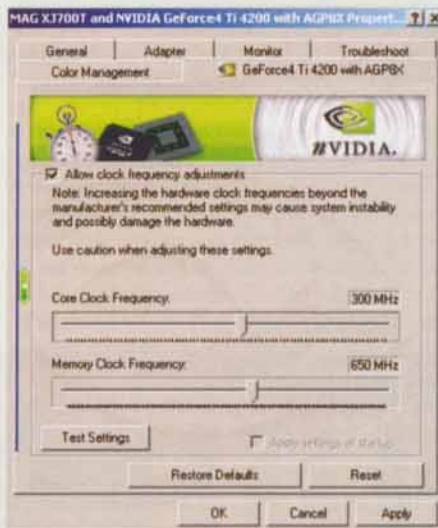 MAG XJ700T and NVIDIA GeForce4 Ti 4200 with AGP8X Propert... ? X
General Adapter Monitor Troubleshoot
Color Management GeForce4 Ti 4200 with AGP8X
NVIDIA.
Allow clock frequency adjustments
Note: Increasing the hardware clock frequencies beyond the
manufacturer's recommended settings may cause system instability
and possibly damage the hardware.
Use caution when adjusting these settings.
Core Clock Frequency: 300 MHz
Memory Clock Frequency: 650 MHz
Test Settings
Apply settings at startup
Restore Defaults Reset
OK Cancel Apply